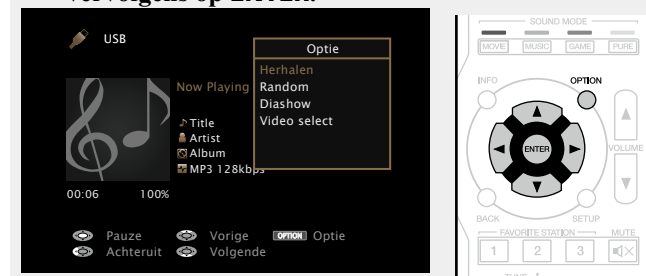 vervolgens op ENTER.
USB
Optie
Herhalen
Random
Diashow
Video select
Now Playing
Title
Artist
Album
MP3 128kbps
00:06 100%
Pauze Vorige OPTION Optie
Achteruit Volgende
SOUND MODE
MOVIE MUSIC GAME PURE
INFO OPTION
ENTER
VOLUME
BACK SETUP
FAVORITE STATION MUTE
1 2 3